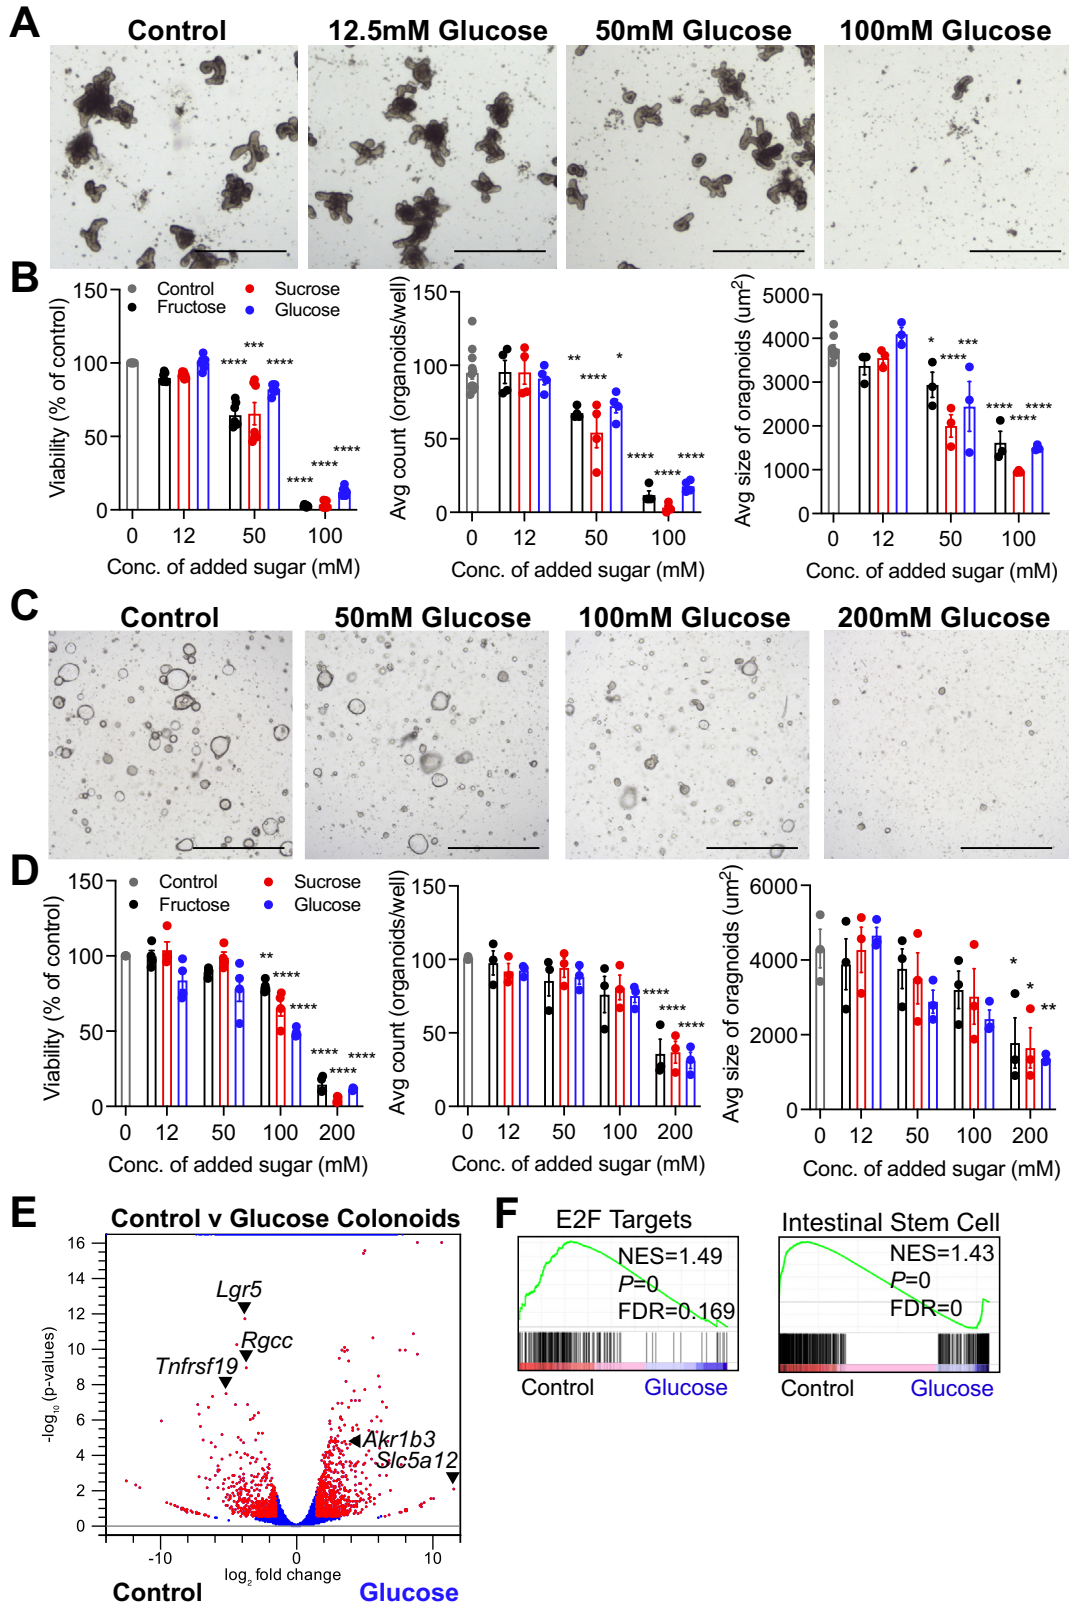 A
Control
12.5mM Glucose
50mM Glucose
100mM Glucose
B
Viability (% of control)
150
100
50
0
Control
Fructose
Sucrose
Glucose
****
***
****
****
****
****
0 12 50 100
Conc. of added sugar (mM)
Avg count (organoids/well)
150
100
50
0
**
****
*
****
****
****
0 12 50 100
Conc. of added sugar (mM)
Avg size of oragnoids (um²)
5000
4000
3000
2000
1000
0
*
****
***
****
****
****
0 12 50 100
Conc. of added sugar (mM)
C
Control
50mM Glucose
100mM Glucose
200mM Glucose
D
Viability (% of control)
150
100
50
0
Control
Fructose
Sucrose
Glucose
**
****
****
****
****
****
0 12 50 100 200
Conc. of added sugar (mM)
Avg count (organoids/well)
150
100
50
0
****
****
****
0 12 50 100 200
Conc. of added sugar (mM)
Avg size of oragnoids (um²)
6000
4000
2000
0
*
*
**
0 12 50 100 200
Conc. of added sugar (mM)
E
Control v Glucose Colonoids
-log₁₀ (p-values)
16
14
12
10
8
6
4
2
0
Lgr5
Rgcc
Tnfrsf19
Akr1b3
Slc5a12
-10 0 10
log₂ fold change
Control
Glucose
F
E2F Targets
NES=1.49
P=0
FDR=0.169
Control
Glucose
Intestinal Stem Cell
NES=1.43
P=0
FDR=0
Control
Glucose